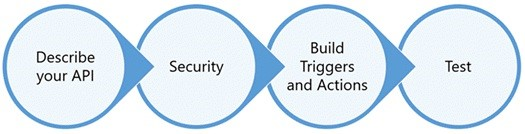 Describe
your API
Security
Build
Triggers
and Actions
Test